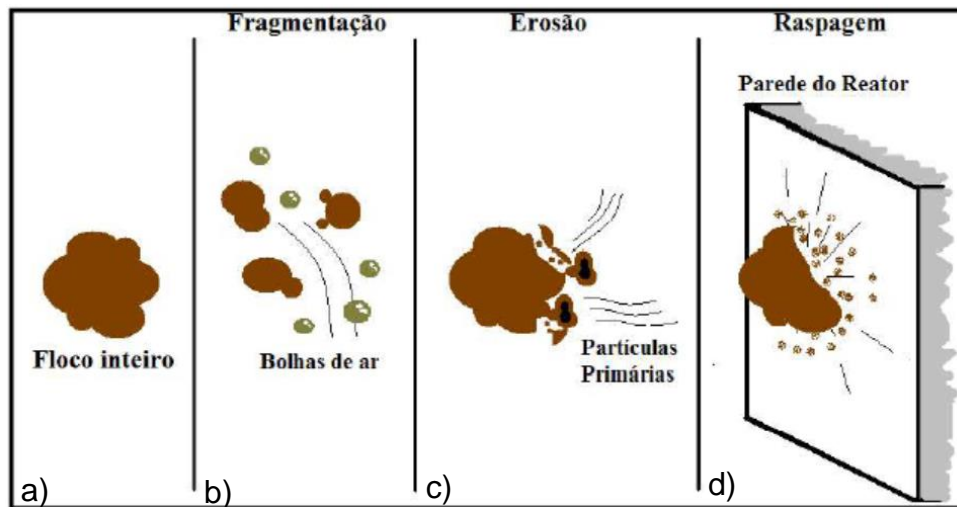 Fragmentação
Erosão
Raspagem
Parede do Reator
Floco inteiro
Bolhas de ar
Partículas
Primárias
a)
b)
c)
d)